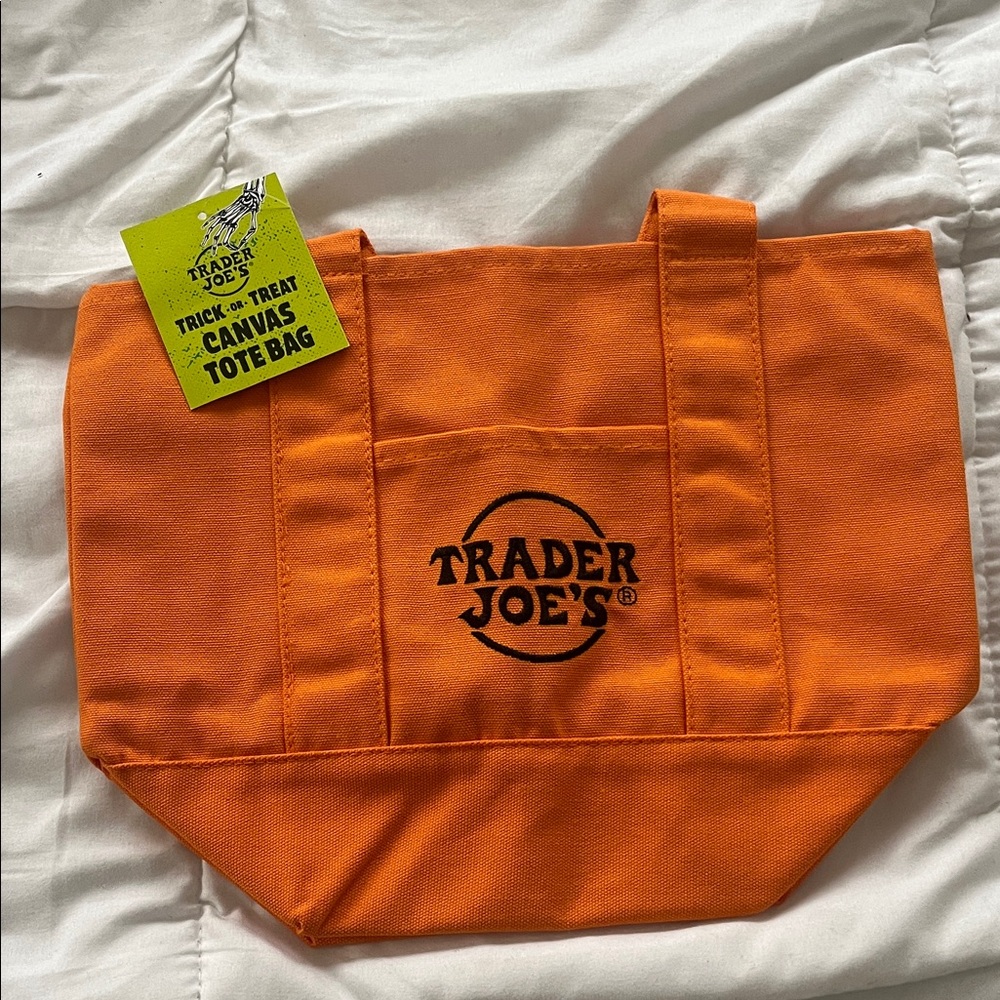 TRADER
JOE'S
TRICK-OR-TREAT
CANVAS
TOTE BAG
TRADER
JOE'S®